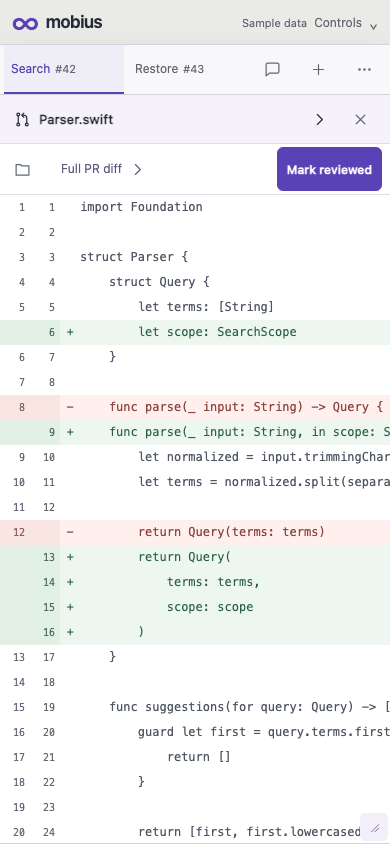 mobius
Sample data Controls
Search #42 Restore #43
Parser.swift
Full PR diff Mark reviewed
1 1 import Foundation
2 2
3 3 struct Parser {
4 4 struct Query {
5 5 let terms: [String]
6 + let scope: SearchScope
6 7 }
7 8
8 - func parse(_ input: String) -> Query {
9 + func parse(_ input: String, in scope: S
9 10 let normalized = input.trimmingChar
10 11 let terms = normalized.split(separa
11 12
12 - return Query(terms: terms)
13 + return Query(
14 + terms: terms,
15 + scope: scope
16 + )
13 17 }
14 18
15 19 func suggestions(for query: Query) -> [
16 20 guard let first = query.terms.first
17 21 return []
18 22 }
19 23
20 24 return [first, first.lowercased